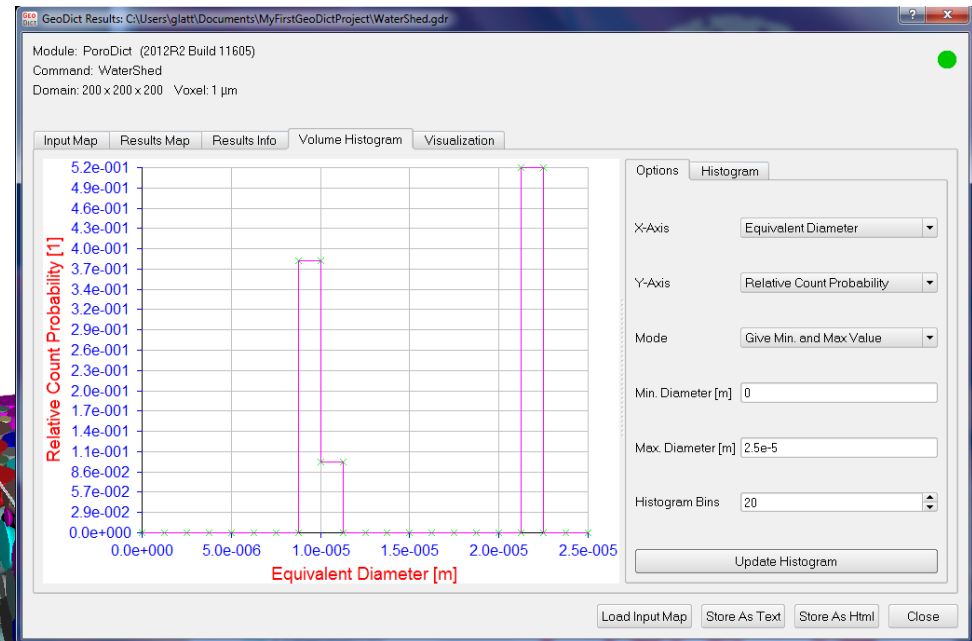 GEO
DICT
GeoDict Results: C:\Users\glatt\Documents\MyFirstGeoDictProject\WaterShed.gdr
Module: PoroDict (2012R2 Build 11605)
Command: WaterShed
Domain: 200 x 200 x 200 Voxel: 1 µm
Input Map Results Map Results Info Volume Histogram Visualization
5.2e-001
4.9e-001
4.6e-001
4.3e-001
4.0e-001
3.7e-001
3.4e-001
3.2e-001
2.9e-001
2.6e-001
2.3e-001
2.0e-001
1.7e-001
1.4e-001
1.1e-001
8.6e-002
5.7e-002
2.9e-002
0.0e+000
Relative Count Probability [1]
0.0e+000 5.0e-006 1.0e-005 1.5e-005 2.0e-005 2.5e-005
Equivalent Diameter [m]
Options Histogram
X-Axis Equivalent Diameter
Y-Axis Relative Count Probability
Mode Give Min. and Max Value
Min. Diameter [m] 0
Max. Diameter [m] 2.5e-5
Histogram Bins 20
Update Histogram
Load Input Map Store As Text Store As Html Close